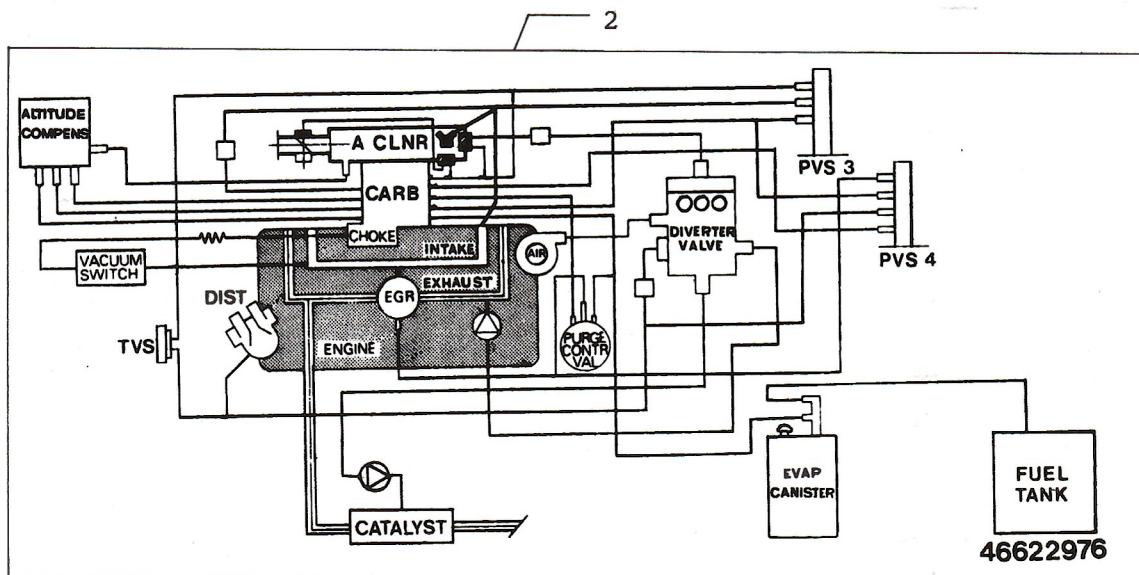 2
ALTITUDE
COMPENS
A CLNR
CARB
CHOKE
INTAKE
AIR
EXHAUST
EGR
VACUUM
SWITCH
DIST
TVS
ENGINE
PURGE
CONTR
VAL
DIVERTER
VALVE
PVS 3
PVS 4
EVAP
CANISTER
FUEL
TANK
CATALYST
46622976